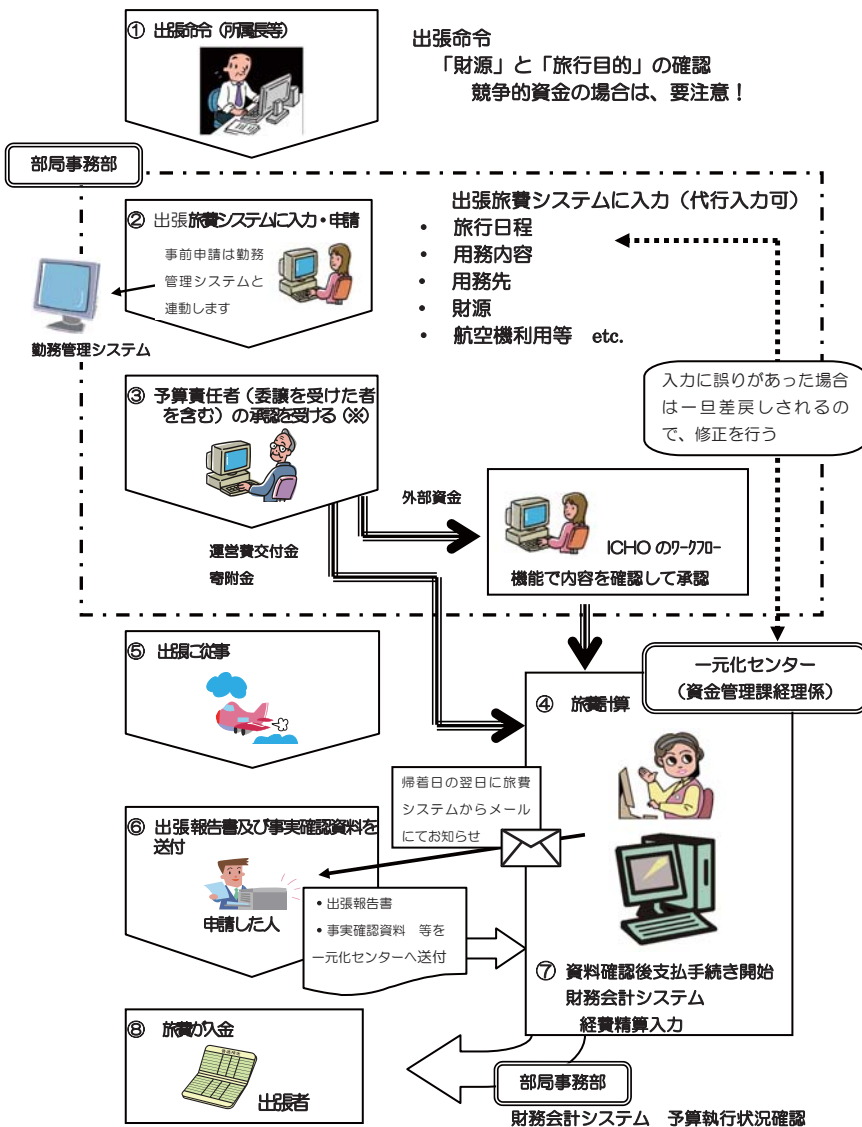 ① 出張命令（所属長等）
出張命令
「財源」と「旅行目的」の確認
競争的資金の場合は、要注意！
部局事務部
② 出張旅費システムに入力・申請
事前申請は勤務
管理システムと
連動します
勤務管理システム
出張旅費システムに入力（代行入力可）
・ 旅行日程
・ 用務内容
・ 用務先
・ 財源
・ 航空機利用等 etc.
入力に誤りがあった場合
は一旦差戻しされるの
で、修正を行う
③ 予算責任者（委譲を受けた者
を含む）の承認を受ける（※）
外部資金
運営費交付金
寄附金
ICHO のワークフロー
機能で内容を確認して承認
一元化センター
（資金管理課経理係）
④ 旅費計算
⑤ 出張に従事
帰着日の翌日に旅費
システムからメール
にてお知らせ
⑥ 出張報告書及び事実確認資料を
送付
申請した人
・出張報告書
・事実確認資料 等を
一元化センターへ送付
⑦ 資料確認後支払手続き開始
財務会計システム
経費精算入力
⑧ 旅費が入金
出張者
部局事務部
財務会計システム 予算執行状況確認